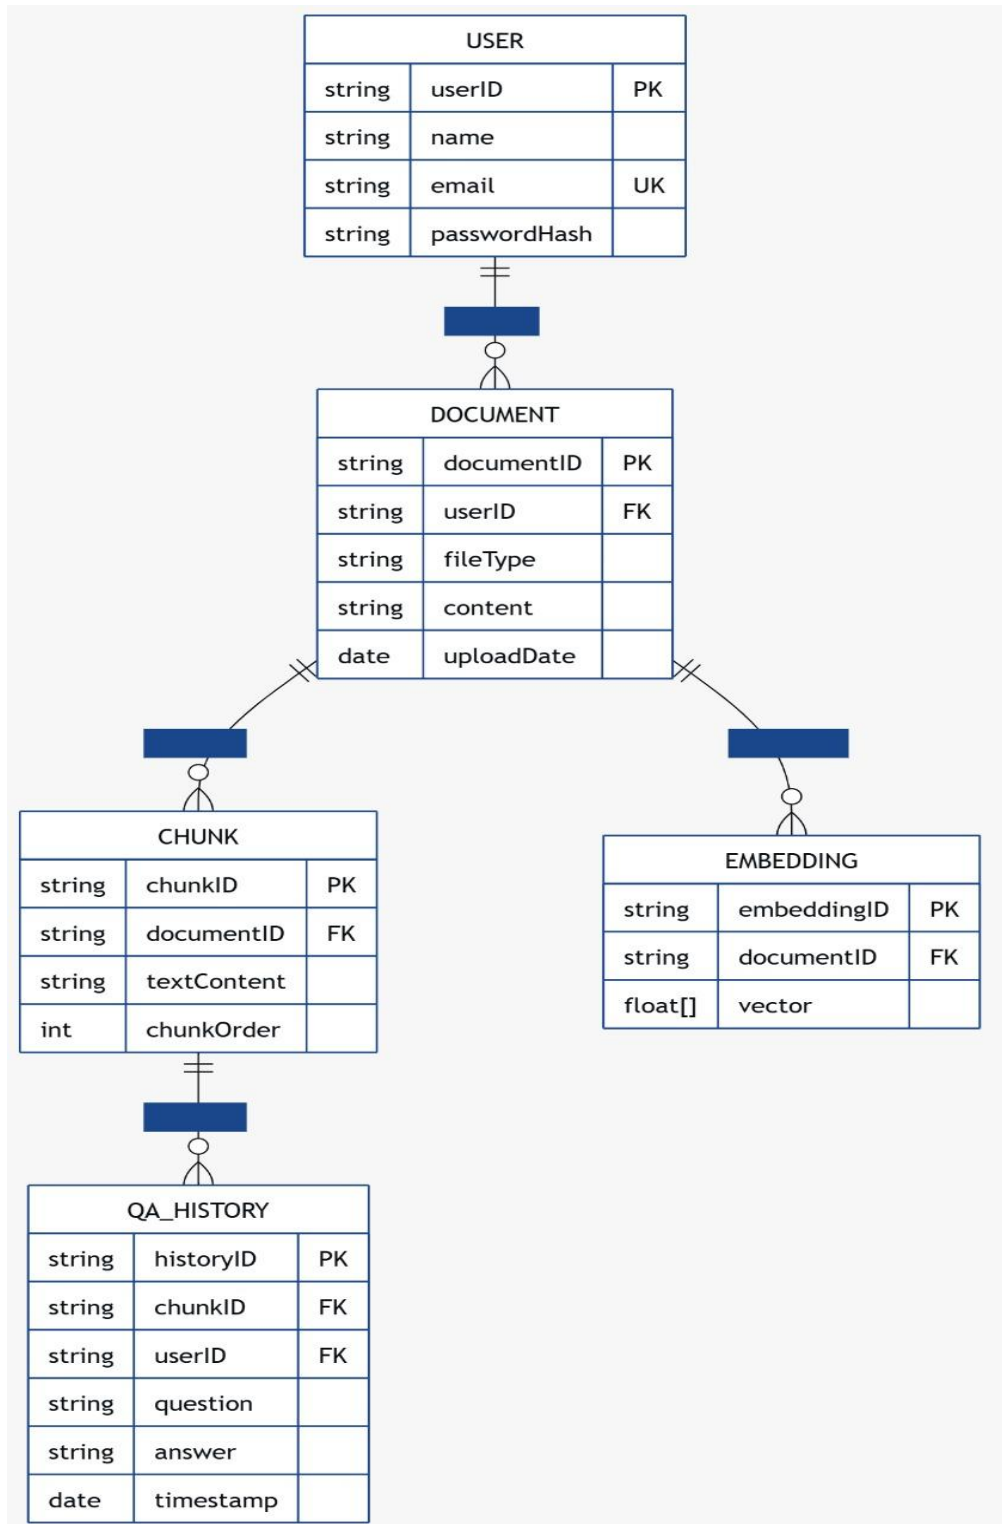 USER
string userID PK
string name
string email UK
string passwordHash
DOCUMENT
string documentID PK
string userID FK
string fileType
string content
date uploadDate
CHUNK
string chunkID PK
string documentID FK
string textContent
int chunkOrder
EMBEDDING
string embeddingID PK
string documentID FK
float[] vector
QA_HISTORY
string historyID PK
string chunkID FK
string userID FK
string question
string answer
date timestamp